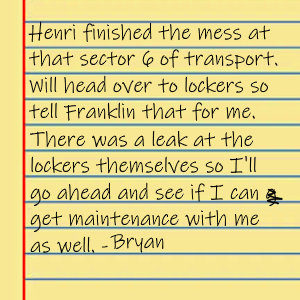 Henri finished the mess at
that sector 6 of transport.
Will head over to lockers so
tell Franklin that for me.
There was a leak at the
lockers themselves so I'll
go ahead and see if I can
get maintenance with me
as well. -Bryan